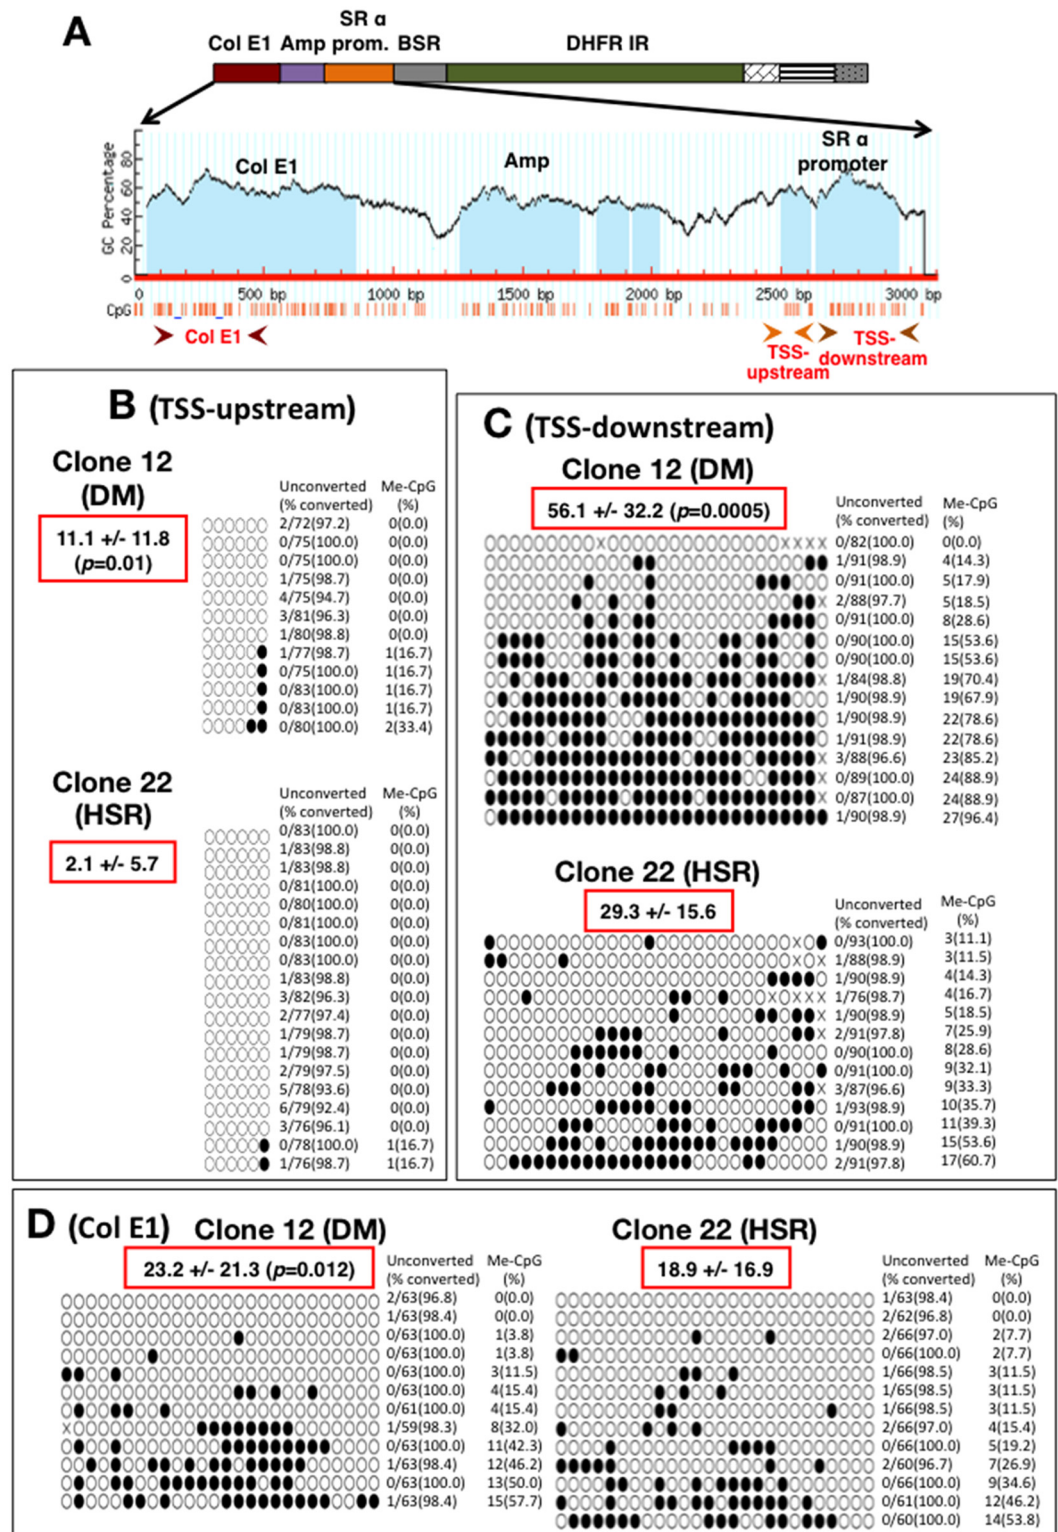 A
SR α
Col E1 Amp prom. BSR DHFR IR
SR α
promoter
Col E1 Amp
GC Percentage
80
60
40
20
0
0 500 bp 1000 bp 1500 bp 2000 bp 2500 bp 3000 bp
CpG
Col E1
TSS-
upstream
TSS-
downstream
B (TSS-upstream)
Clone 12
(DM)
11.1 +/- 11.8
(p=0.01)
Unconverted Me-CpG
(% converted) (%)
2/72(97.2) 0(0.0)
0/75(100.0) 0(0.0)
0/75(100.0) 0(0.0)
1/75(98.7) 0(0.0)
4/75(94.7) 0(0.0)
3/81(96.3) 0(0.0)
1/80(98.8) 0(0.0)
1/77(98.7) 1(16.7)
0/75(100.0) 1(16.7)
0/83(100.0) 1(16.7)
0/83(100.0) 1(16.7)
0/80(100.0) 2(33.4)
Clone 22
(HSR)
2.1 +/- 5.7
Unconverted Me-CpG
(% converted) (%)
0/83(100.0) 0(0.0)
1/83(98.8) 0(0.0)
1/83(98.8) 0(0.0)
0/81(100.0) 0(0.0)
0/80(100.0) 0(0.0)
0/81(100.0) 0(0.0)
0/83(100.0) 0(0.0)
0/83(100.0) 0(0.0)
1/83(98.8) 0(0.0)
3/82(96.3) 0(0.0)
2/77(97.4) 0(0.0)
1/79(98.7) 0(0.0)
1/79(98.7) 0(0.0)
2/79(97.5) 0(0.0)
5/78(93.6) 0(0.0)
6/79(92.4) 0(0.0)
3/76(96.1) 0(0.0)
0/78(100.0) 1(16.7)
1/76(98.7) 1(16.7)
C (TSS-downstream)
Clone 12 (DM)
56.1 +/- 32.2 (p=0.0005)
Unconverted Me-CpG
(% converted) (%)
0/82(100.0) 0(0.0)
1/91(98.9) 4(14.3)
0/91(100.0) 5(17.9)
2/88(97.7) 5(18.5)
0/91(100.0) 8(28.6)
0/90(100.0) 15(53.6)
0/90(100.0) 15(53.6)
1/84(98.8) 19(70.4)
1/90(98.9) 19(67.9)
1/90(98.9) 22(78.6)
1/91(98.9) 22(78.6)
3/88(96.6) 23(85.2)
0/89(100.0) 24(88.9)
0/87(100.0) 24(88.9)
1/90(98.9) 27(96.4)
Clone 22 (HSR)
29.3 +/- 15.6
Unconverted Me-CpG
(% converted) (%)
0/93(100.0) 3(11.1)
1/88(98.9) 3(11.5)
1/90(98.9) 4(14.3)
1/76(98.7) 4(16.7)
1/90(98.9) 5(18.5)
2/91(97.8) 7(25.9)
0/90(100.0) 8(28.6)
0/91(100.0) 9(32.1)
3/87(96.6) 9(33.3)
1/93(98.9) 10(35.7)
0/91(100.0) 11(39.3)
1/90(98.9) 15(53.6)
2/91(97.8) 17(60.7)
D (Col E1) Clone 12 (DM)
23.2 +/- 21.3 (p=0.012)
Unconverted Me-CpG
(% converted) (%)
2/63(96.8) 0(0.0)
1/63(98.4) 0(0.0)
0/63(100.0) 1(3.8)
0/63(100.0) 1(3.8)
0/63(100.0) 3(11.5)
0/63(100.0) 4(15.4)
0/61(100.0) 4(15.4)
1/59(98.3) 8(32.0)
0/63(100.0) 11(42.3)
1/63(98.4) 12(46.2)
0/63(100.0) 13(50.0)
1/63(98.4) 15(57.7)
Clone 22 (HSR)
18.9 +/- 16.9
Unconverted Me-CpG
(% converted) (%)
1/63(98.4) 0(0.0)
2/62(96.8) 0(0.0)
2/66(97.0) 2(7.7)
0/66(100.0) 2(7.7)
1/66(98.5) 3(11.5)
1/65(98.5) 3(11.5)
1/66(98.5) 3(11.5)
2/66(97.0) 4(15.4)
0/66(100.0) 5(19.2)
2/60(96.7) 7(26.9)
0/66(100.0) 9(34.6)
0/61(100.0) 12(46.2)
0/60(100.0) 14(53.8)